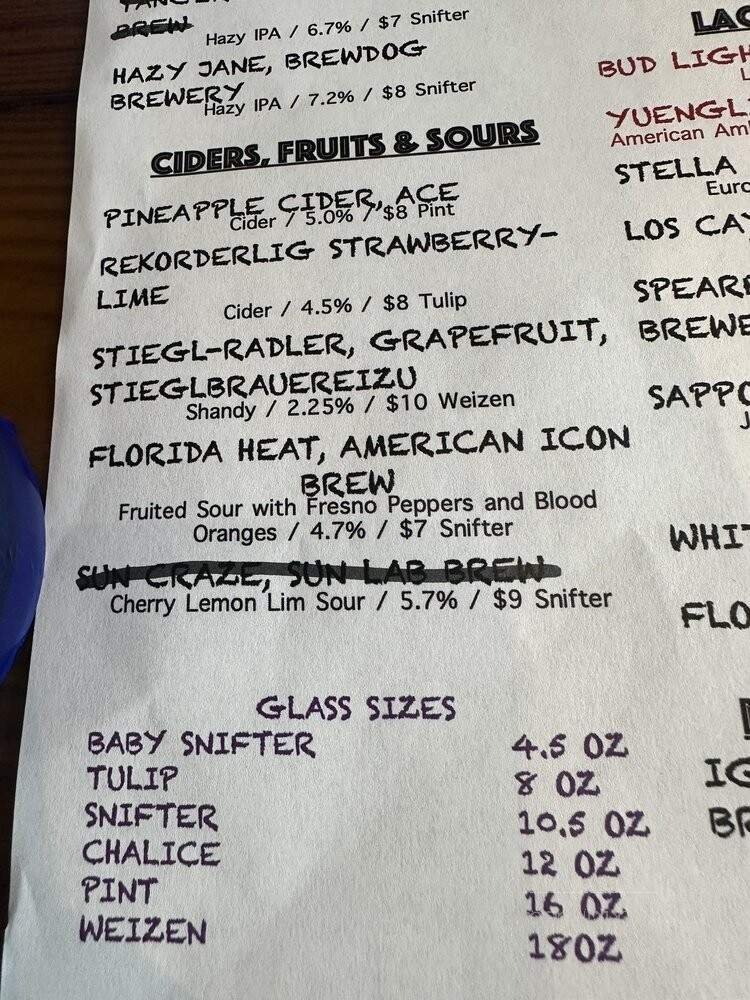 BREW
Hazy IPA / 6.7% / $7 Snifter
HAZY JANE, BREWDOG
BREWERY
Hazy IPA / 7.2% / $8 Snifter
CIDERS, FRUITS & SOURS
PINEAPPLE CIDER, ACE
Cider / 5.0% / $8 Pint
REKORDERLIG STRAWBERRY-
LIME
Cider / 4.5% / $8 Tulip
STIEGL-RADLER, GRAPEFRUIT,
STIEGLBRAUEREIZU
Shandy / 2.25% / $10 Weizen
FLORIDA HEAT, AMERICAN ICON
BREW
Fruited Sour with Fresno Peppers and Blood
Oranges / 4.7% / $7 Snifter
SUN CRAZE, SUN LAB BREW
Cherry Lemon Lim Sour / 5.7% / $9 Snifter
GLASS SIZES
BABY SNIFTER 4.5 OZ
TULIP 8 OZ
SNIFTER 10.5 OZ
CHALICE 12 OZ
PINT 16 OZ
WEIZEN 18OZ
BUD LIGH
YUENGL
American Am
STELLA
Euro
LOS CA
SPEAR
BREWE
SAPPO
J
WHI
FLO
IG
BR